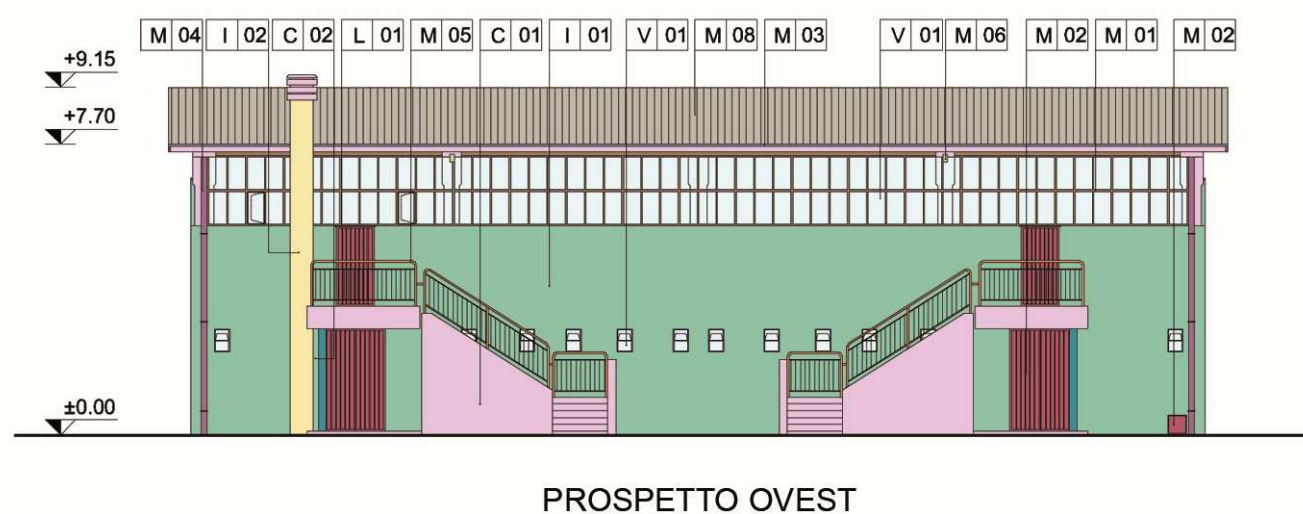 M 04 I 02 C 02 L 01 M 05 C 01 I 01 V 01 M 08 M 03 V 01 M 06 M 02 M 01 M 02
+9.15
+7.70
±0.00
PROSPETTO OVEST